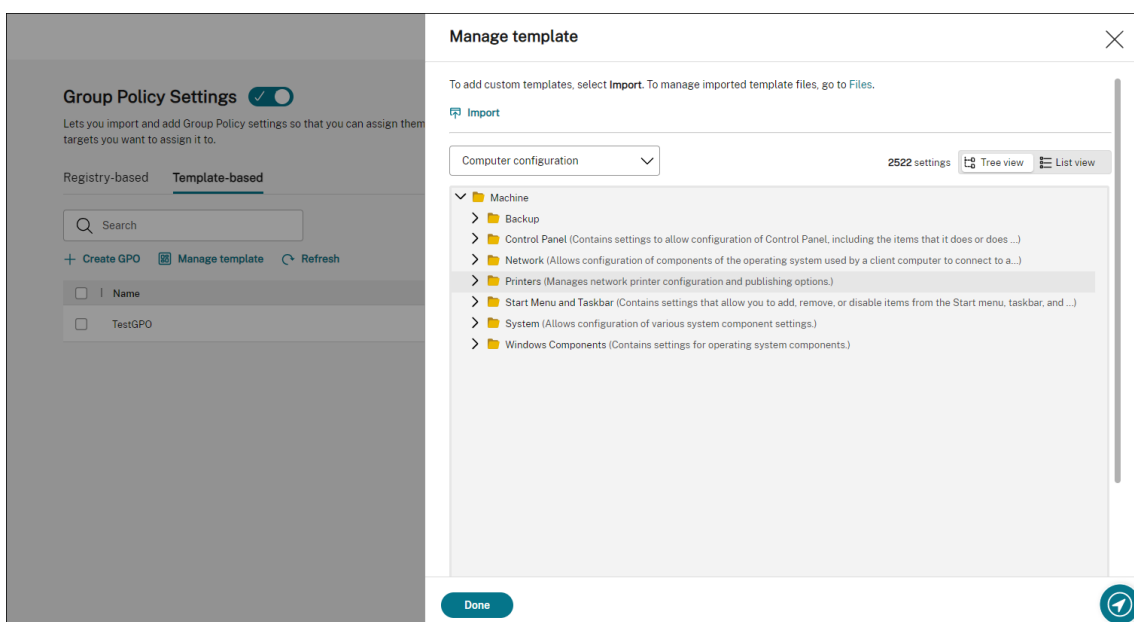 Manage template
To add custom templates, select Import. To manage imported template files, go to Files.
Import
Computer configuration
2522 settings
Tree view
List view
Machine
Backup
Control Panel (Contains settings to allow configuration of Control Panel, including the items that it does or does ...)
Network (Allows configuration of components of the operating system used by a client computer to connect to a...)
Printers (Manages network printer configuration and publishing options.)
Start Menu and Taskbar (Contains settings that allow you to add, remove, or disable items from the Start menu, taskbar, and ...)
System (Allows configuration of various system component settings.)
Windows Components (Contains settings for operating system components.)
Done
Group Policy Settings
Lets you import and add Group Policy settings so that you can assign them
targets you want to assign it to.
Registry-based
Template-based
Search
Create GPO
Manage template
Refresh
Name
TestGPO